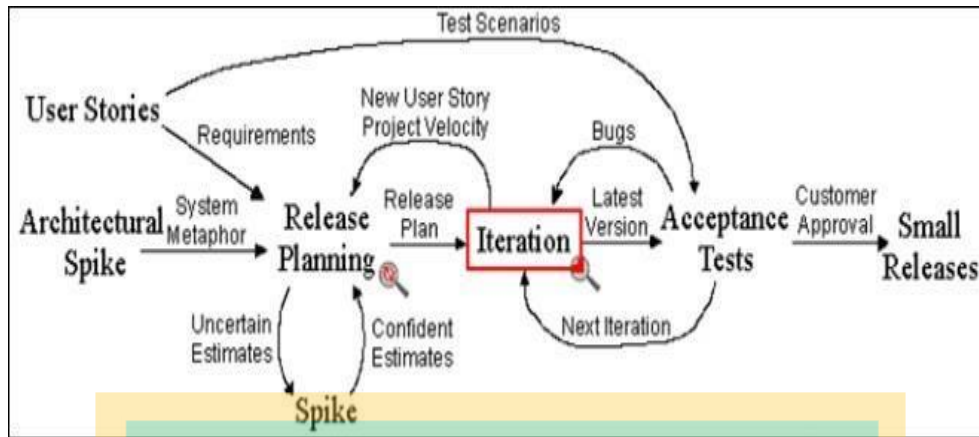 Test Scenarios
User Stories
New User Story
Project Velocity
Requirements
Bugs
Architectural
Spike
System
Metaphor
Release
Planning
Release
Plan
Iteration
Latest
Version
Acceptance
Tests
Customer
Approval
Small
Releases
Uncertain
Estimates
Confident
Estimates
Next Iteration
Spike